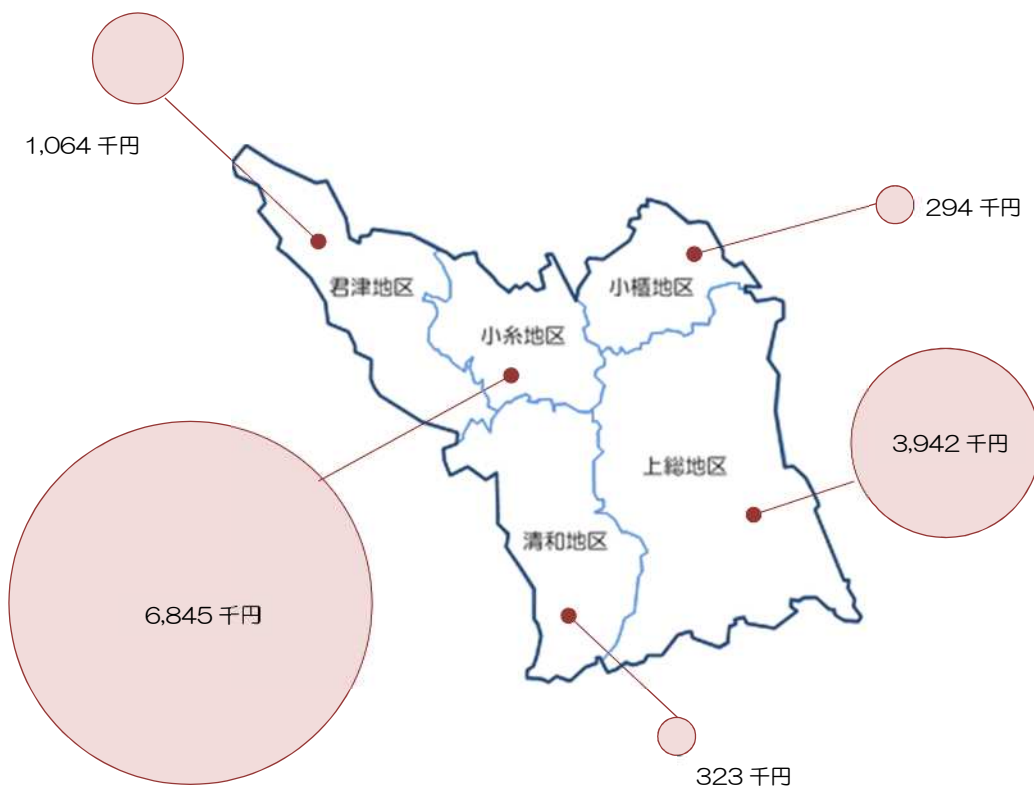 1,064 千円
294 千円
君津地区
小櫃地区
小糸地区
3,942 千円
上総地区
清和地区
6,845 千円
323 千円